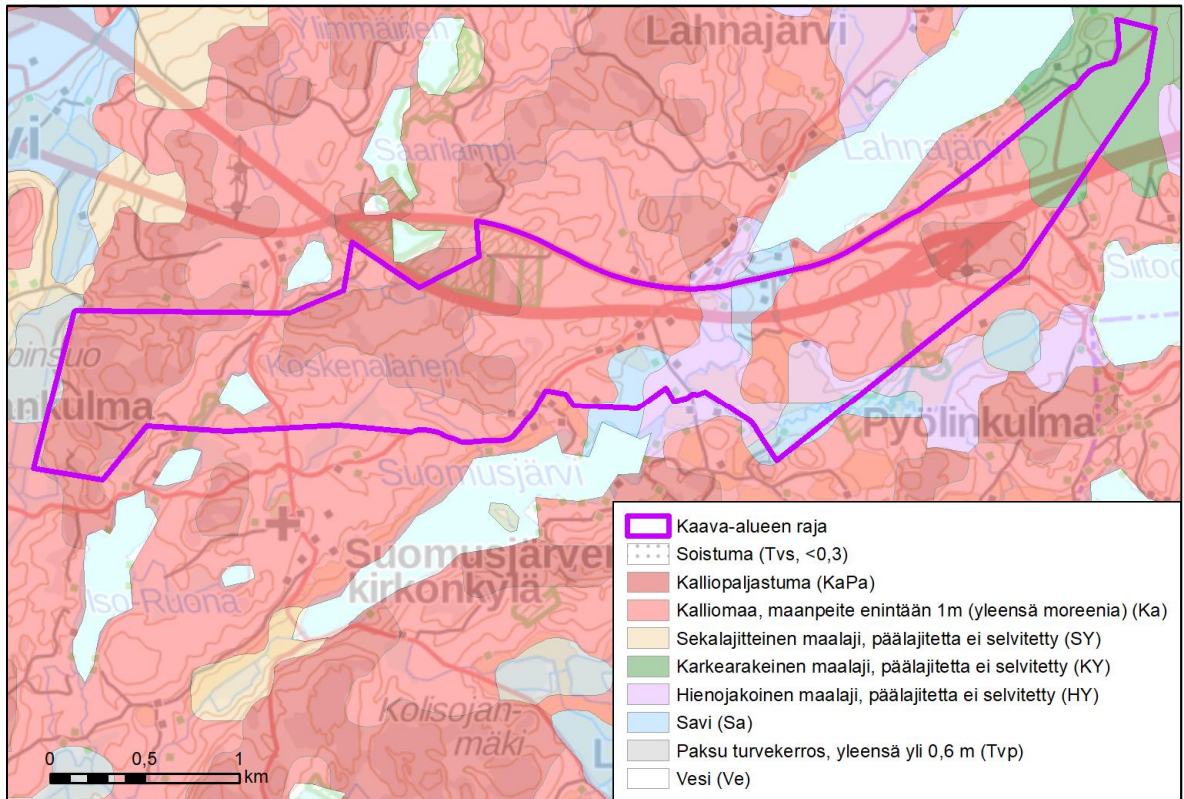 Ylimmäinen
Lahnajärvi
vi
Saarilampi
Lahnajärvi
Siitoo
oinsuo
ankulma
Koskenalanen
Pyölinkulma
Suomusjärvi
Suomusjärven
kirkonkylä
Iso-Ruona
Kolisojan-
mäki
L
0 0,5 1
km
Kaava-alueen raja
Soistuma (Tvs, <0,3)
Kalliopaljastuma (KaPa)
Kalliomaa, maanpeite enintään 1m (yleensä moreenia) (Ka)
Sekalajitteinen maalaji, päälajitetta ei selvitetty (SY)
Karkearakeinen maalaji, päälajitetta ei selvitetty (KY)
Hienojakoinen maalaji, päälajitetta ei selvitetty (HY)
Savi (Sa)
Paksu turvekerros, yleensä yli 0,6 m (Tvp)
Vesi (Ve)